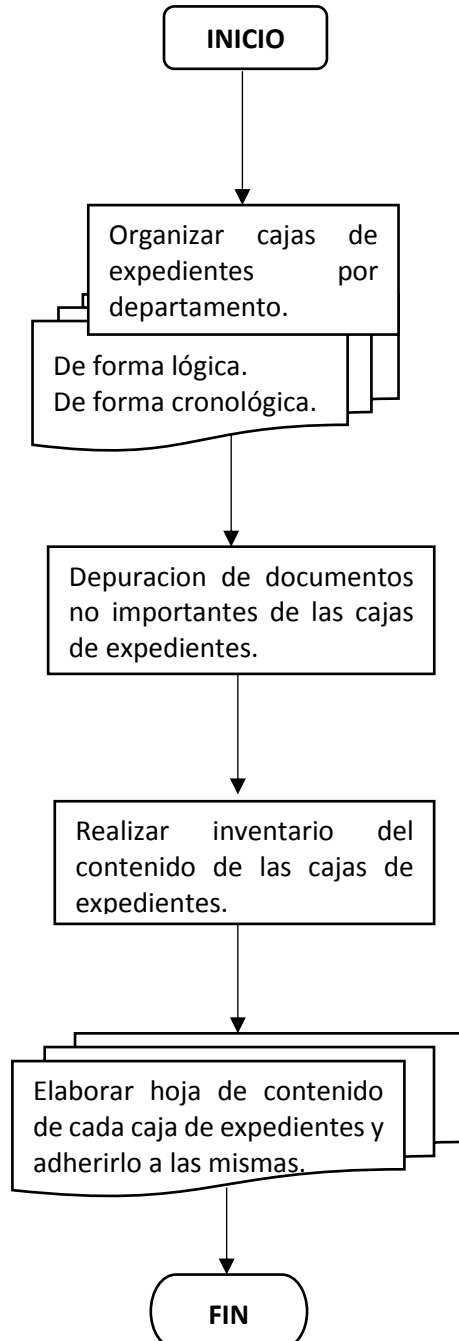 INICIO
Organizar cajas de
expedientes por
departamento.
De forma lógica.
De forma cronológica.
Depuracion de documentos
no importantes de las cajas
de expedientes.
Realizar inventario del
contenido de las cajas de
expedientes.
Elaborar hoja de contenido
de cada caja de expedientes y
adherirlo a las mismas.
FIN